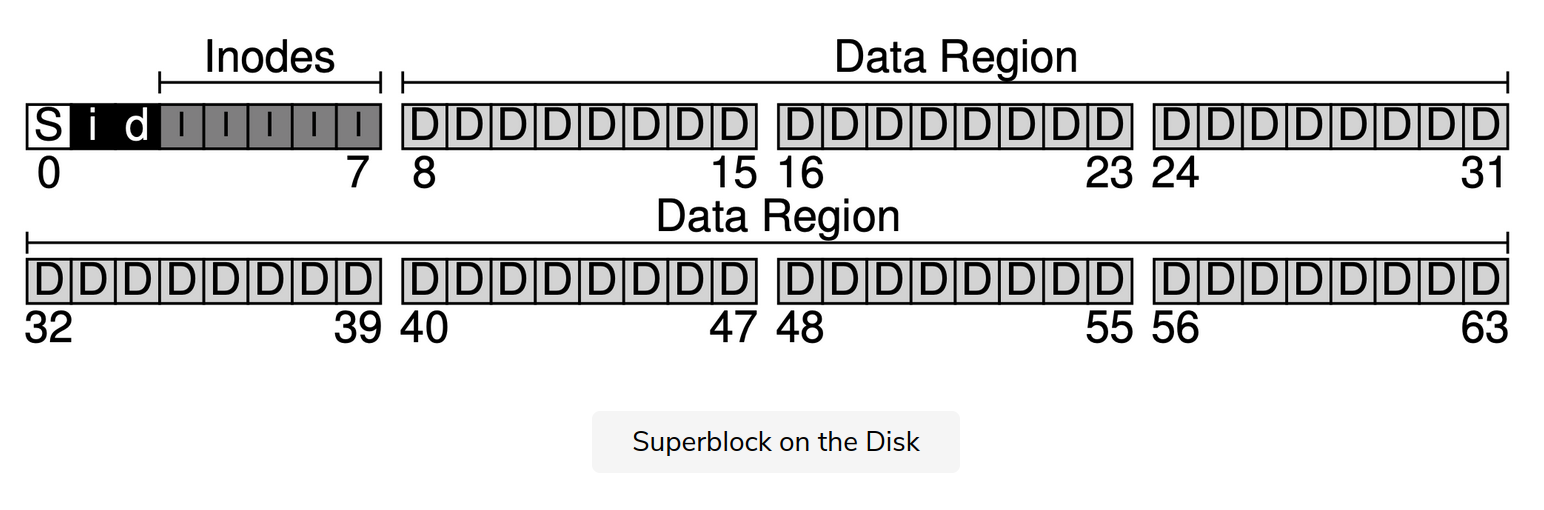 Inodes Data Region
S i d I I I I I D D D D D D D D D D D D D D D D D D D D D D D D
0 7 8 15 16 23 24 31
Data Region
D D D D D D D D D D D D D D D D D D D D D D D D D D D D D D D D
32 39 40 47 48 55 56 63
Superblock on the Disk